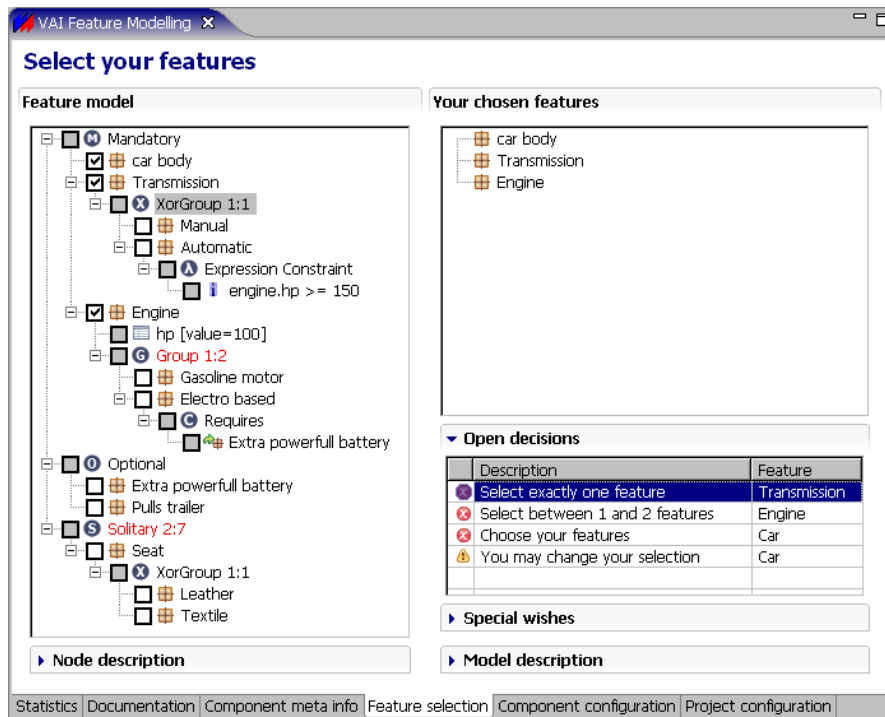 VAI Feature Modelling
Select your features
Feature model
M Mandatory
car body
Transmission
X XorGroup 1:1
Manual
Automatic
λ Expression Constraint
i engine.hp >= 150
Engine
hp [value=100]
G Group 1:2
Gasoline motor
Electro based
C Requires
Extra powerfull battery
O Optional
Extra powerfull battery
Pulls trailer
S Solitary 2:7
Seat
X XorGroup 1:1
Leather
Textile
Node description
Your chosen features
car body
Transmission
Engine
Open decisions
Description Feature
Select exactly one feature Transmission
Select between 1 and 2 features Engine
Choose your features Car
You may change your selection Car
Special wishes
Model description
Statistics Documentation Component meta info Feature selection Component configuration Project configuration